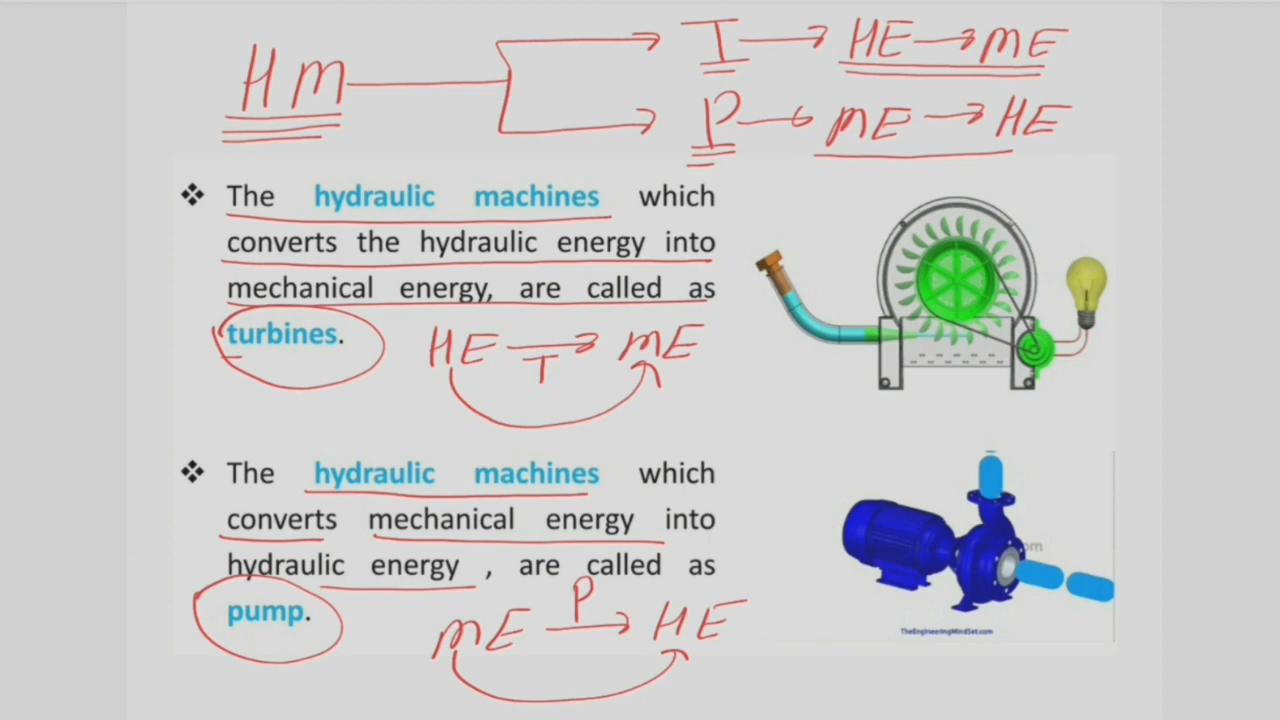 HM
T → HE → ME
P → ME → HE
❖ The hydraulic machines which
converts the hydraulic energy into
mechanical energy, are called as
turbines.
HE → ME
T
❖ The hydraulic machines which
converts mechanical energy into
hydraulic energy , are called as
pump.
P
ME → HE
om
TheEngineeringMindSet.com